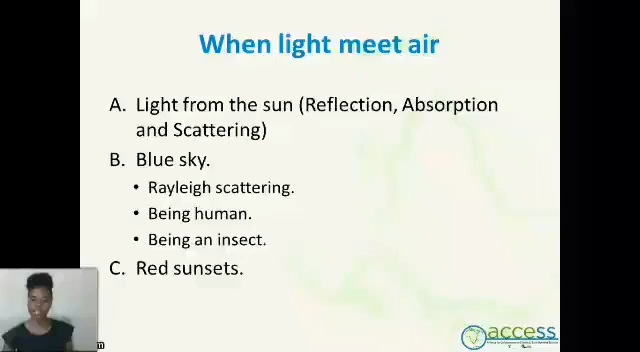 When light meet air
A. Light from the sun (Reflection, Absorption
and Scattering)
B. Blue sky.
• Rayleigh scattering.
• Being human.
• Being an insect.
C. Red sunsets.
access